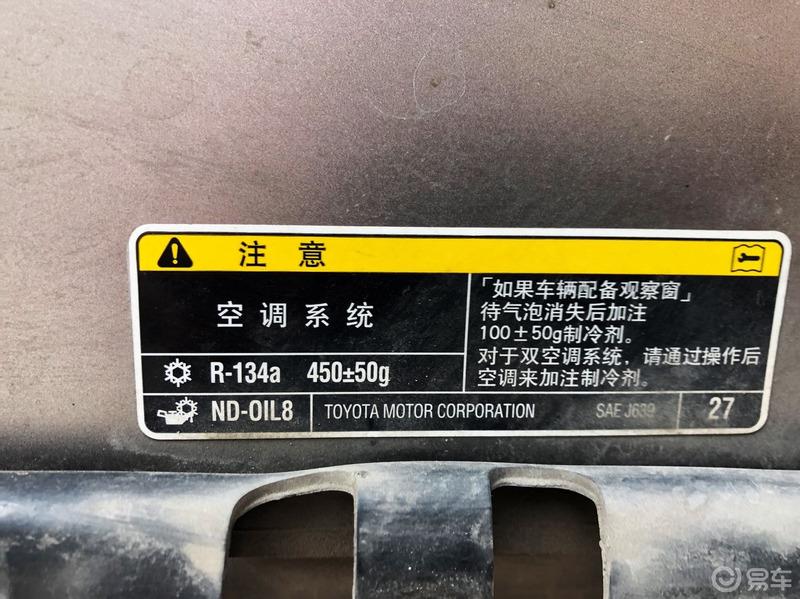 注意
空调系统
R-134a 450±50g
「如果车辆配备观察窗」
待气泡消失后加注
100±50g制冷剂。
对于双空调系统，请通过操作后
空调来加注制冷剂。
ND-OIL8 TOYOTA MOTOR CORPORATION SAE J639 27
易车